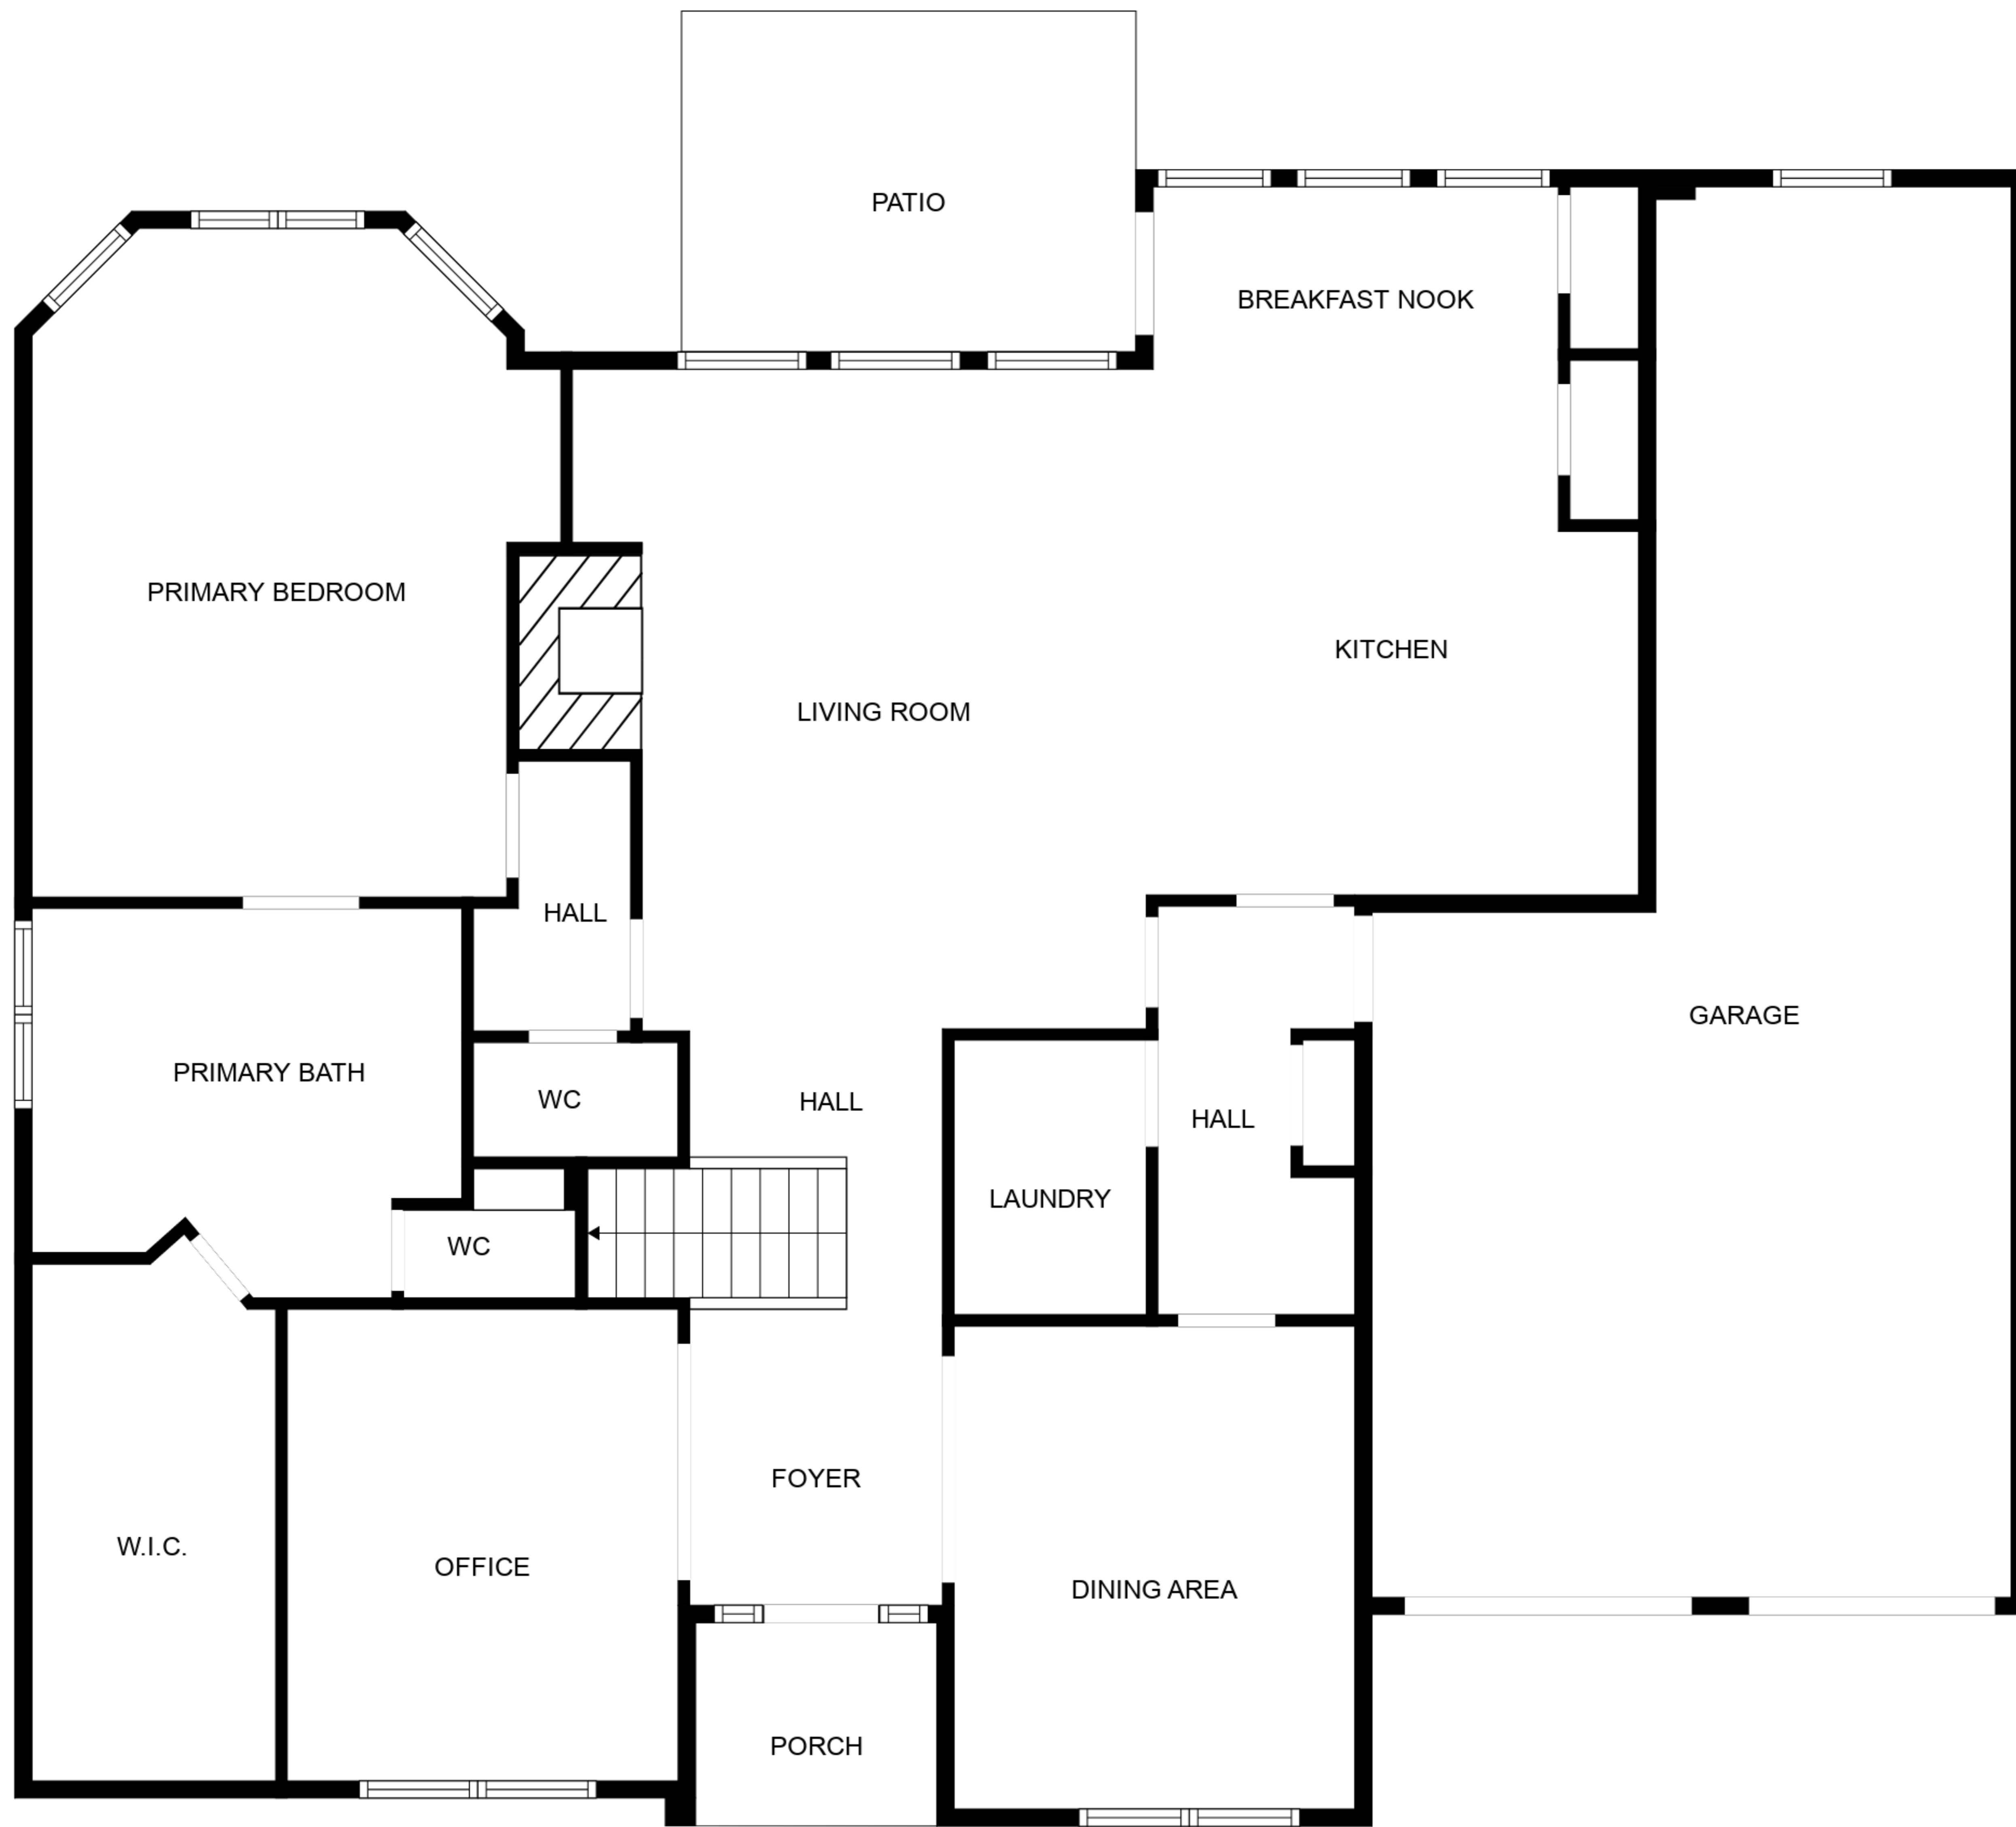 PATIO
BREAKFAST NOOK
PRIMARY BEDROOM
KITCHEN
LIVING ROOM
HALL
GARAGE
PRIMARY BATH
WC
HALL
HALL
LAUNDRY
WC
FOYER
W.I.C.
OFFICE
DINING AREA
PORCH